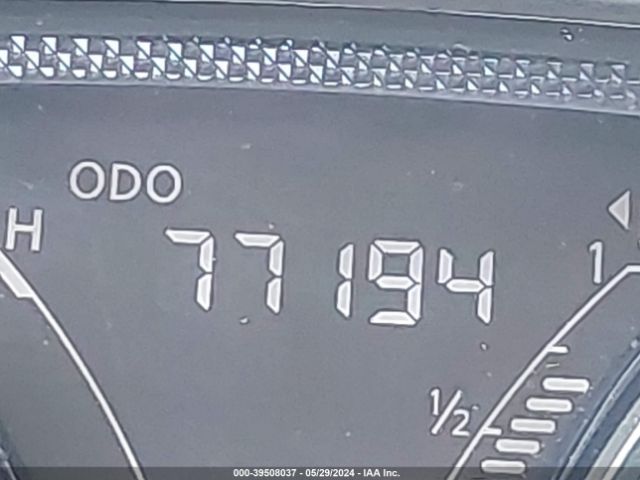 ODO
H
77194
1
1/2
000-39508037 - 05/29/2024 - IAA Inc.